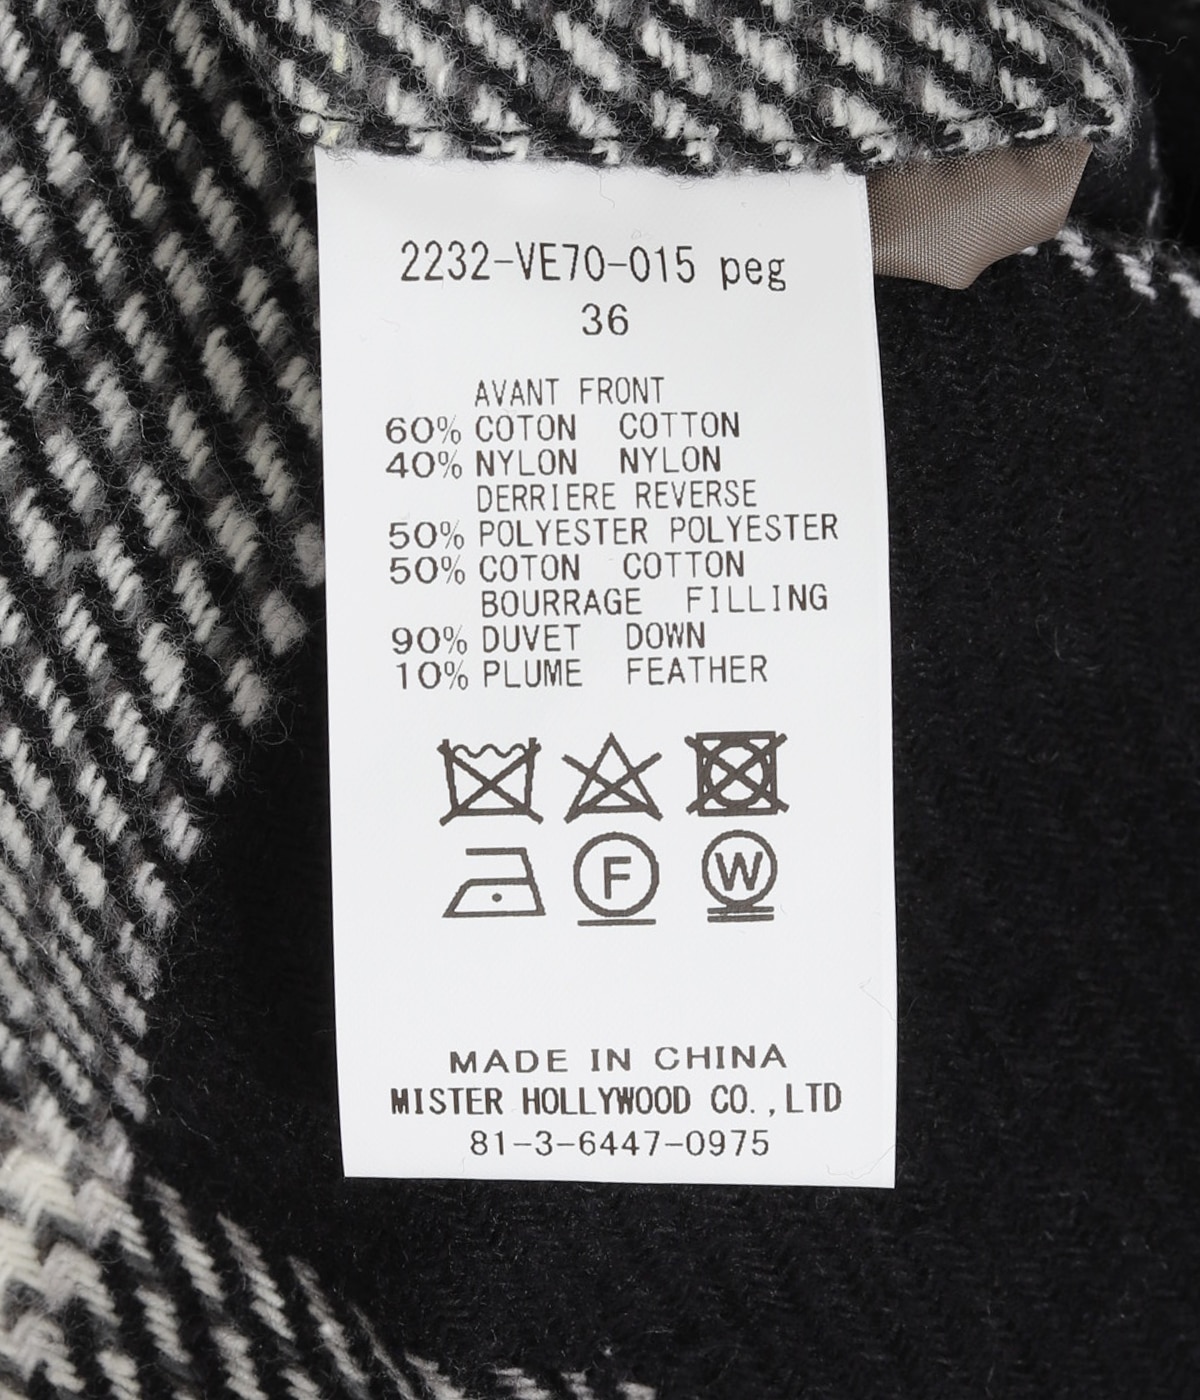 2232-VE70-015 peg
36
AVANT FRONT
60% COTON COTTON
40% NYLON NYLON
DERRIERE REVERSE
50% POLYESTER POLYESTER
50% COTON COTTON
BOURRAGE FILLING
90% DUVET DOWN
10% PLUME FEATHER
F W
MADE IN CHINA
MISTER HOLLYWOOD CO.,LTD
81-3-6447-0975